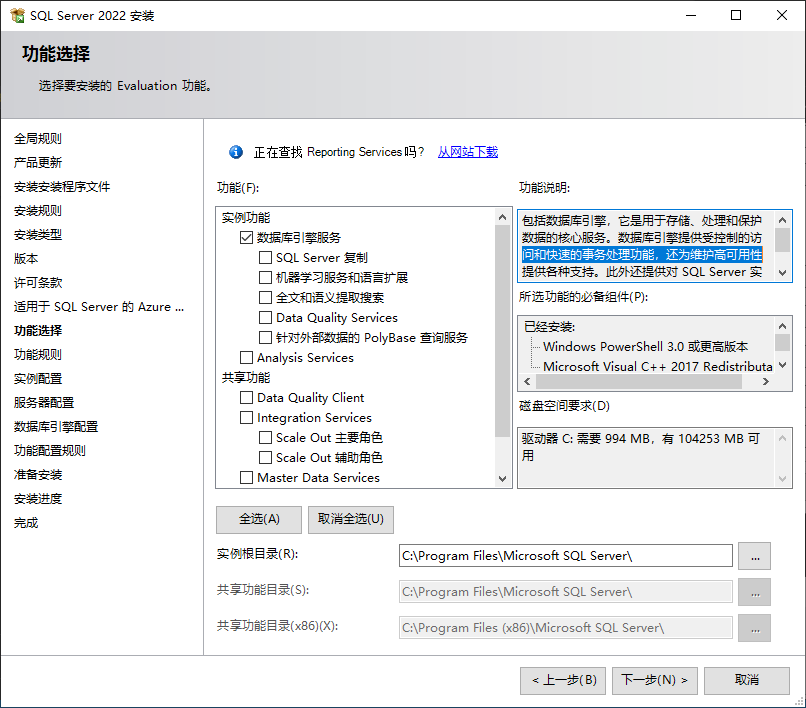 SQL Server 2022 安装
功能选择
选择要安装的 Evaluation 功能。
全局规则
产品更新
安装安装程序文件
安装规则
安装类型
版本
许可条款
适用于 SQL Server 的 Azure ...
功能选择
功能规则
实例配置
服务器配置
数据库引擎配置
功能配置规则
准备安装
安装进度
完成
正在查找 Reporting Services 吗? 从网站下载
功能(F):
实例功能
数据库引擎服务
SQL Server 复制
机器学习服务和语言扩展
全文和语义提取搜索
Data Quality Services
针对外部数据的 PolyBase 查询服务
Analysis Services
共享功能
Data Quality Client
Integration Services
Scale Out 主要角色
Scale Out 辅助角色
Master Data Services
功能说明:
包括数据库引擎，它是用于存储、处理和保护
数据的核心服务。数据库引擎提供受控制的访
问和快速的事务处理功能，还为维护高可用性
提供各种支持。此外还提供对 SQL Server 实
所选功能的必备组件(P):
已经安装:
Windows PowerShell 3.0 或更高版本
Microsoft Visual C++ 2017 Redistributa
磁盘空间要求(D)
驱动器 C: 需要 994 MB，有 104253 MB 可
用
全选(A)
取消全选(U)
实例根目录(R):
C:\Program Files\Microsoft SQL Server\
...
共享功能目录(S):
C:\Program Files\Microsoft SQL Server\
...
共享功能目录(x86)(X):
C:\Program Files (x86)\Microsoft SQL Server\
...
< 上一步(B)
下一步(N) >
取消